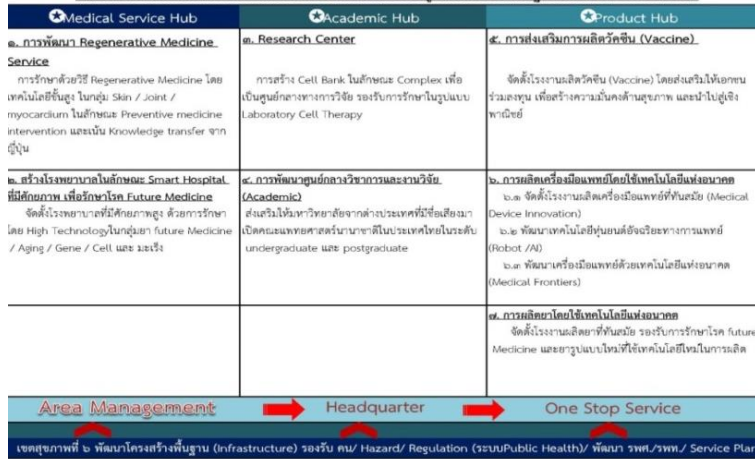 Medical Service Hub
Academic Hub
Product Hub
๑. การพัฒนา Regenerative Medicine
Service
การรักษาด้วยวิธี Regenerative Medicine โดย
เทคโนโลยีขั้นสูง ในกลุ่ม Skin / Joint /
myocardium ในลักษณะ Preventive medicine
intervention และเน้น Knowledge transfer จาก
ญี่ปุ่น
๓. Research Center
การสร้าง Cell Bank ในลักษณะ Complex เพื่อ
เป็นศูนย์กลางทางการวิจัย รองรับการรักษาในรูปแบบ
Laboratory Cell Therapy
๕. การส่งเสริมการผลิตวัคซีน (Vaccine)
จัดตั้งโรงงานผลิตวัคซีน (Vaccine) โดยส่งเสริมให้เอกชน
ร่วมลงทุน เพื่อสร้างความมั่นคงด้านสุขภาพ และนำไปสู่เชิง
พาณิชย์
๒. สร้างโรงพยาบาลในลักษณะ Smart Hospital
ที่มีศักยภาพ เพื่อรักษาโรค Future Medicine
จัดตั้งโรงพยาบาลที่มีศักยภาพสูง ด้วยการรักษา
โดย High Technologyในกลุ่มยา future Medicine
/ Aging / Gene / Cell และ มะเร็ง
๔. การพัฒนาศูนย์กลางวิชาการและงานวิจัย
(Academic)
ส่งเสริมให้มหาวิทยาลัยจากต่างประเทศที่มีชื่อเสียงมา
เปิดคณะแพทยศาสตร์นานาชาติในประเทศไทยในระดับ
undergraduate และ postgraduate
๖. การผลิตเครื่องมือแพทย์โดยใช้เทคโนโลยีแห่งอนาคต
๖.๑ จัดตั้งโรงงานผลิตเครื่องมือแพทย์ที่ทันสมัย (Medical
Device Innovation)
๖.๒ พัฒนาเทคโนโลยีหุ่นยนต์อัจฉริยะทางการแพทย์
(Robot /AI)
๖.๓ พัฒนาเครื่องมือแพทย์ด้วยเทคโนโลยีแห่งอนาคต
(Medical Frontiers)
๗. การผลิตยาโดยใช้เทคโนโลยีแห่งอนาคต
จัดตั้งโรงงานผลิตยาที่ทันสมัย รองรับการรักษาโรค future
Medicine และยารูปแบบใหม่ที่ใช้เทคโนโลยีใหม่ในการผลิต
Area Management
Headquarter
One Stop Service
เขตสุขภาพที่ ๖ พัฒนาโครงสร้างพื้นฐาน (Infrastructure) รองรับ คน/ Hazard/ Regulation (ระบบPublic Health)/ พัฒนา รพศ./รพท./ Service Plan